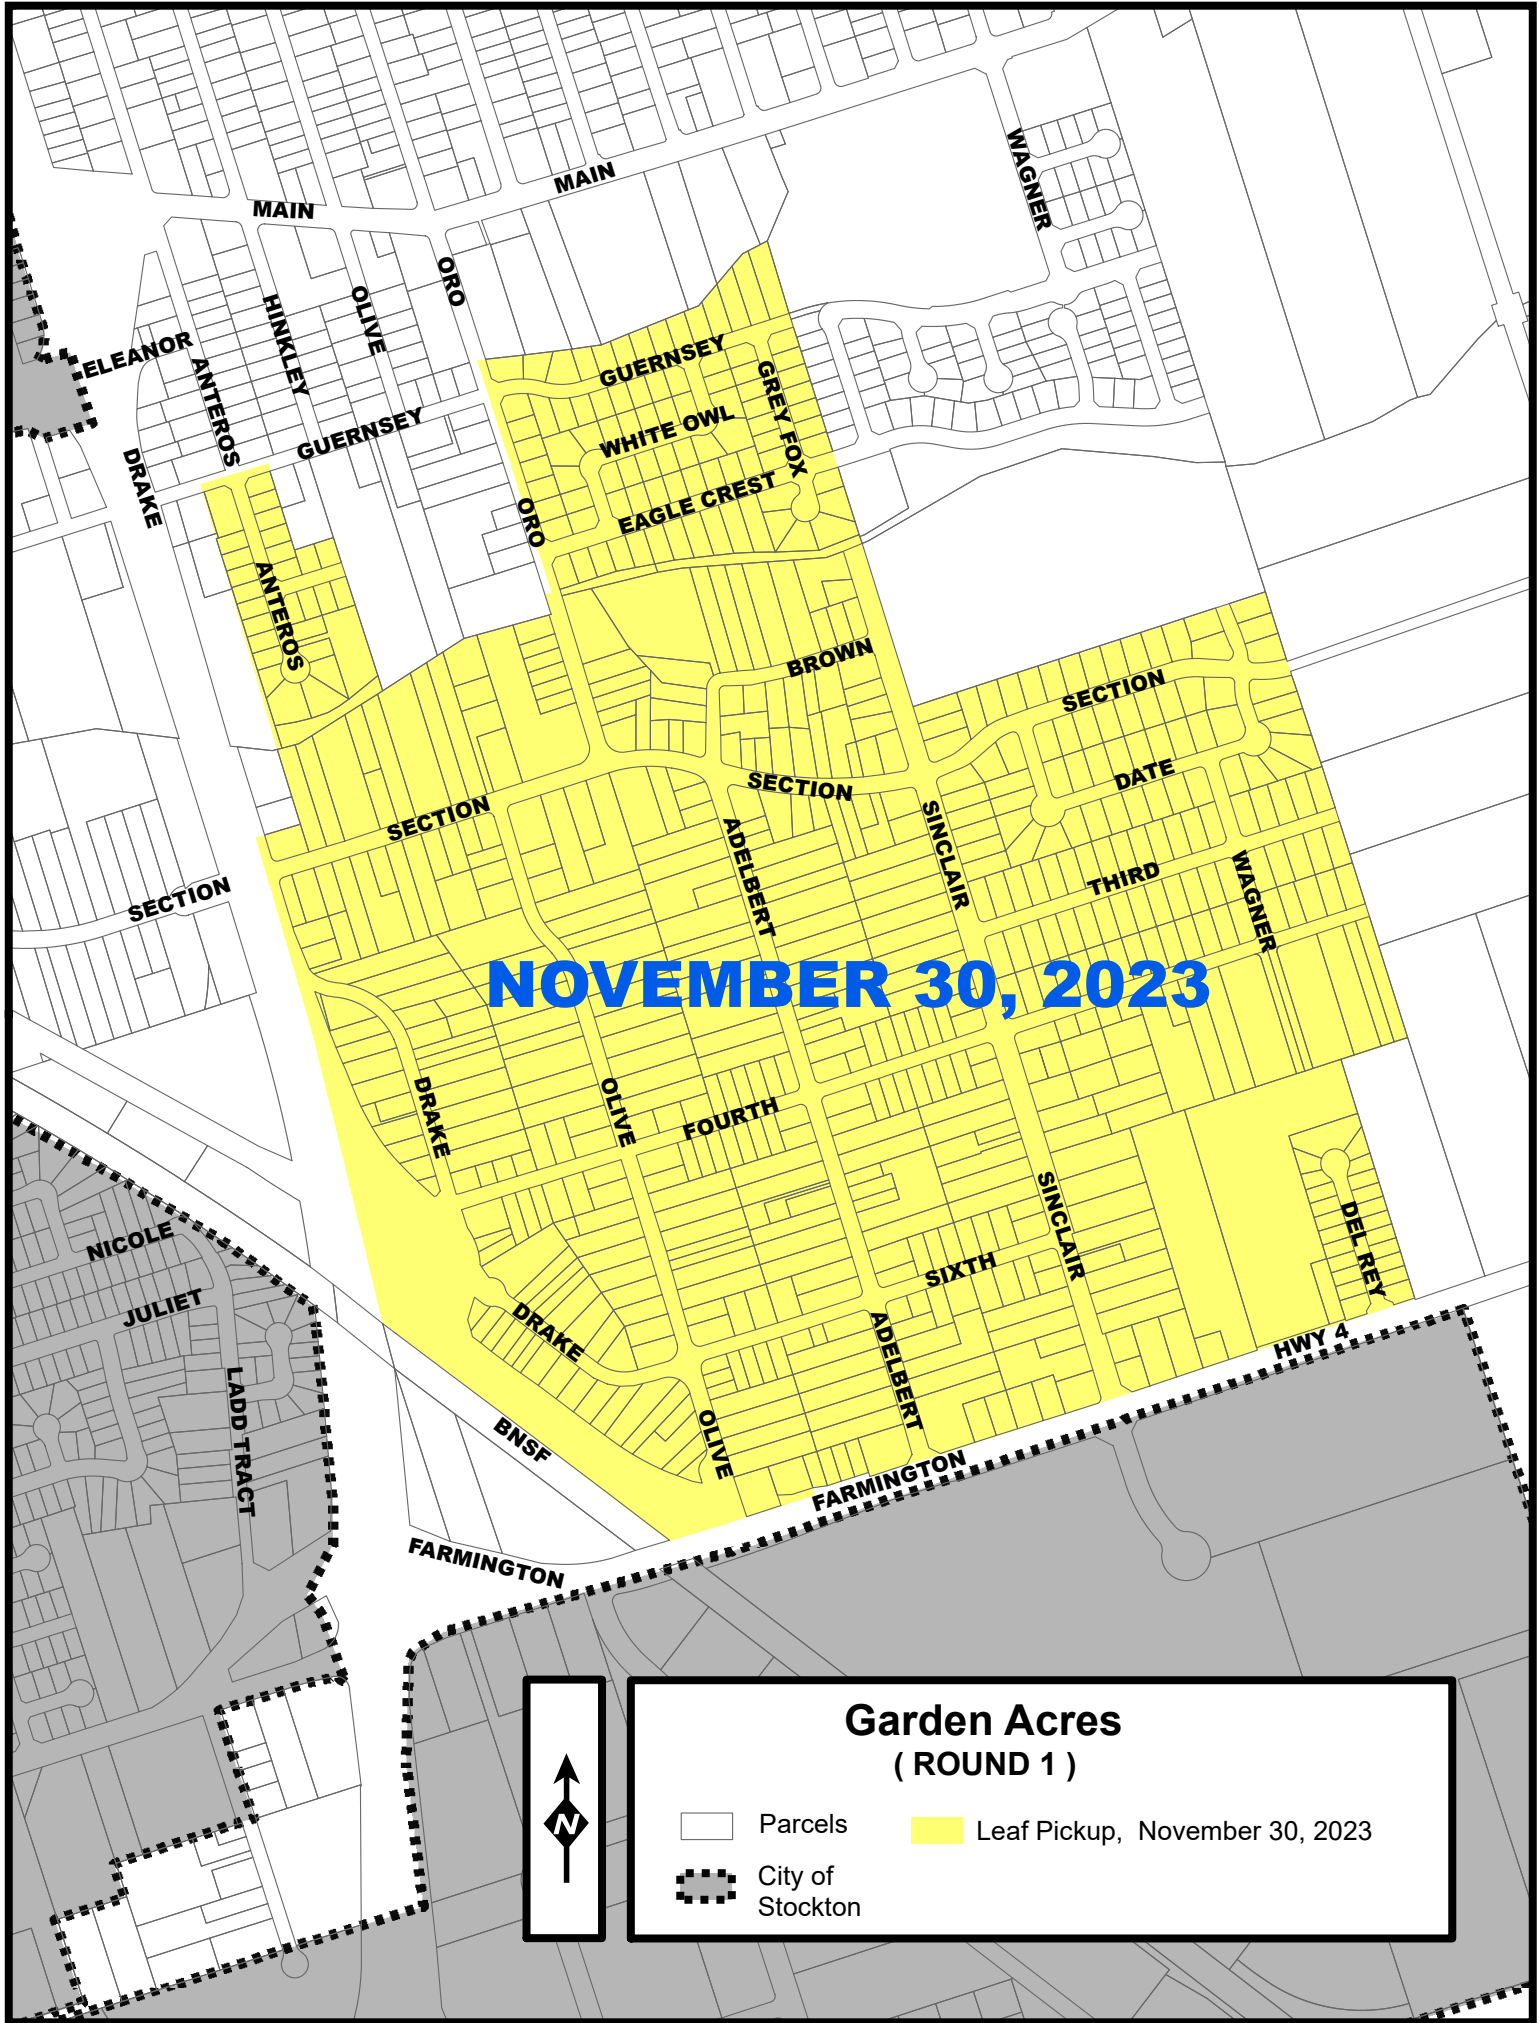 WAGNER
MAIN
MAIN
ORO
HINKLEY
OLIVE
ELEANOR
ANTEROS
GUERNSEY
GREY FOX
WHITE OWL
GUERNSEY
DRAKE
EAGLE CREST
ORO
ANTEROS
BROWN
SECTION
DATE
SECTION
SECTION
SINCLAIR
ADELBERT
THIRD
WAGNER
SECTION
NOVEMBER 30, 2023
DRAKE
OLIVE
FOURTH
SINCLAIR
DEL REY
NICOLE
SIXTH
JULIET
DRAKE
ADELBERT
HWY 4
LADD TRACT
OLIVE
BNSF
FARMINGTON
FARMINGTON
Garden Acres
( ROUND 1 )
N
Parcels
Leaf Pickup, November 30, 2023
City of
Stockton